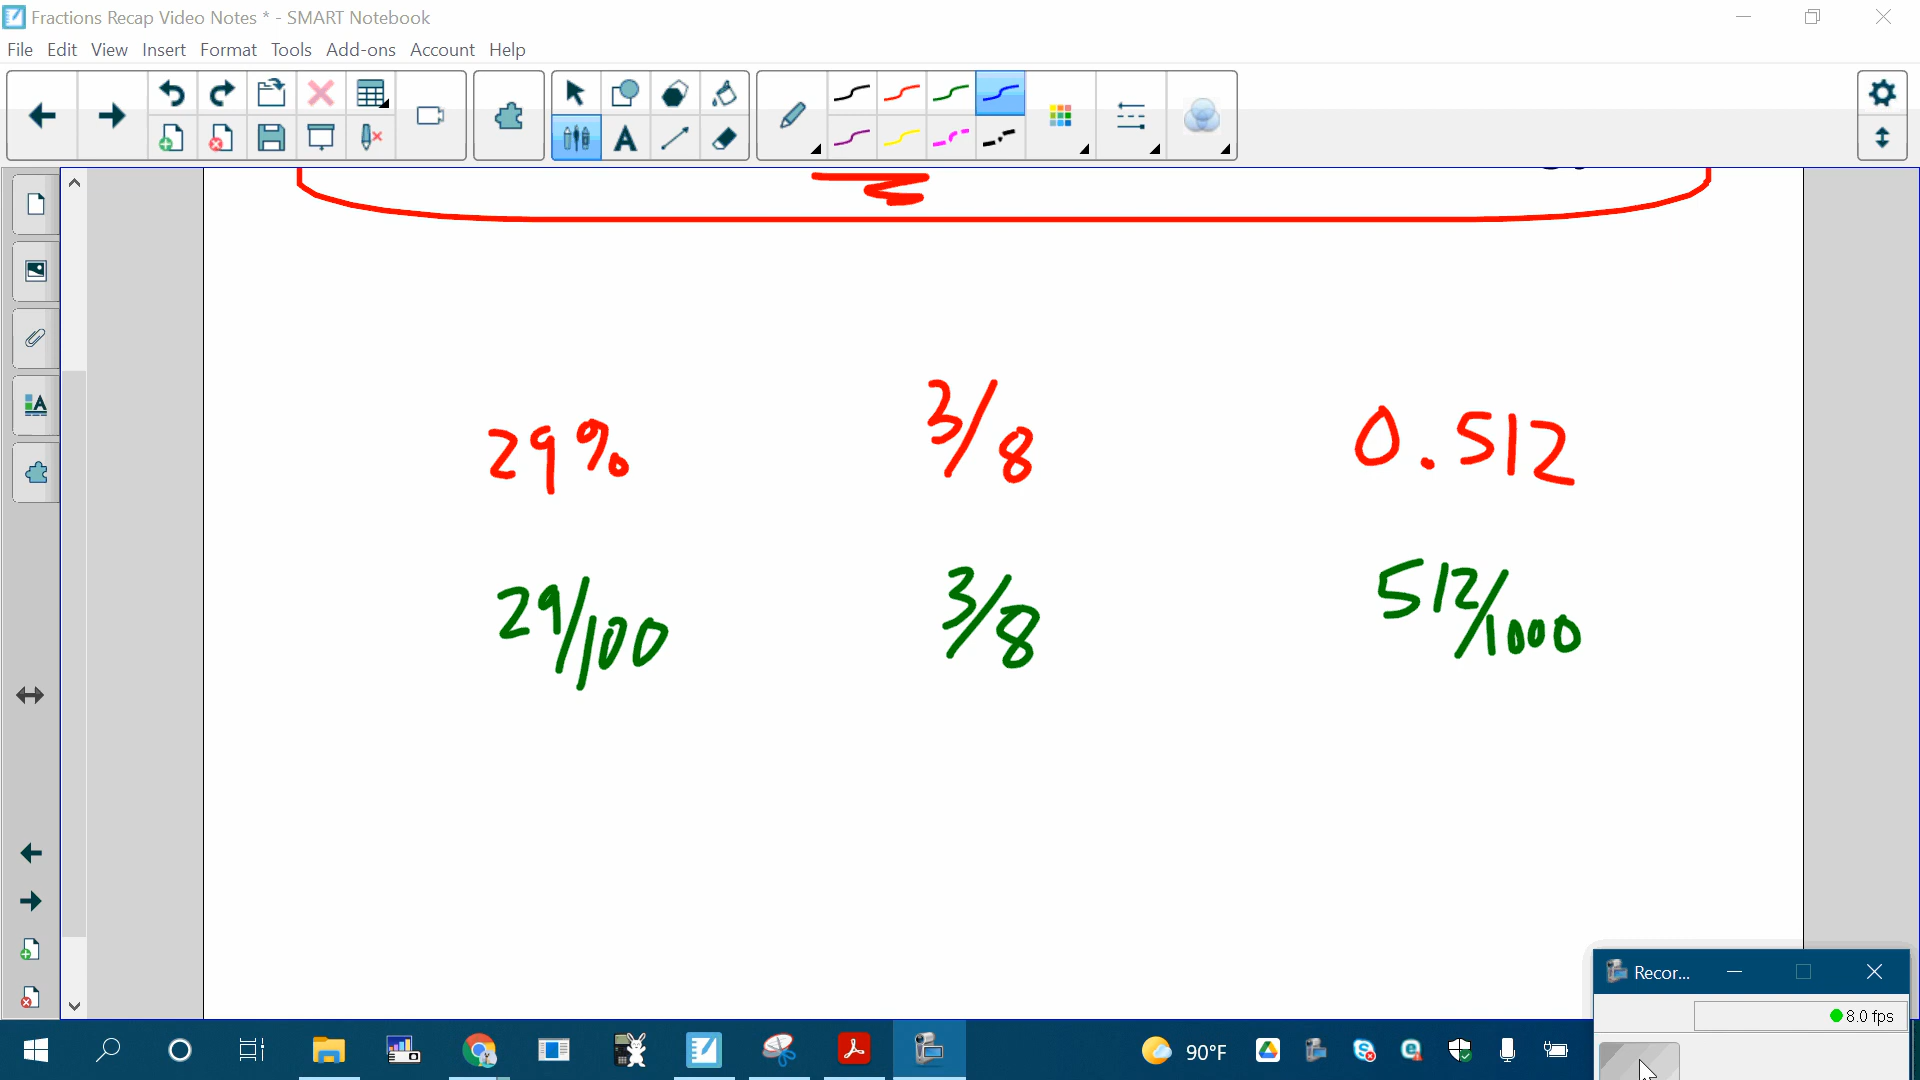 Fractions Recap Video Notes * - SMART Notebook
File Edit View Insert Format Tools Add-ons Account Help
29% 3/8 0.512
29/100 3/8 512/1000
Recor...
8.0 fps
90°F